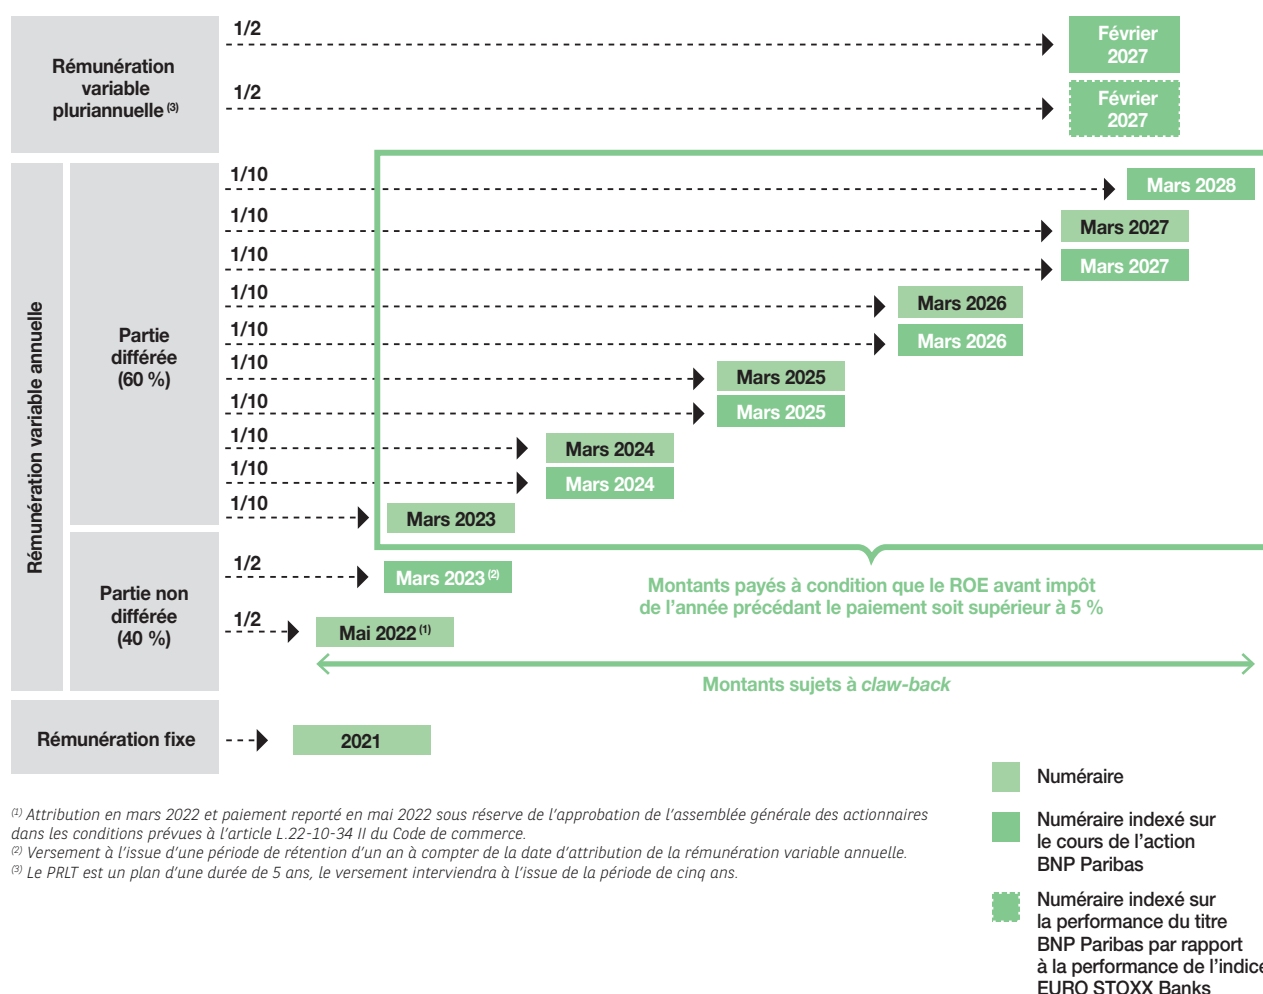 Rémunération
variable
pluriannuelle (3)
1/2
Février
2027
1/2
Février
2027
Rémunération variable annuelle
Partie
différée
(60 %)
1/10
Mars 2028
1/10
Mars 2027
1/10
Mars 2027
1/10
Mars 2026
1/10
Mars 2026
1/10
Mars 2025
1/10
Mars 2025
1/10
Mars 2024
1/10
Mars 2024
1/10
Mars 2023
Partie non
différée
(40 %)
1/2
Mars 2023 (2)
1/2
Mai 2022 (1)
Montants payés à condition que le ROE avant impôt
de l’année précédant le paiement soit supérieur à 5 %
Montants sujets à claw-back
Rémunération fixe
2021
Numéraire
Numéraire indexé sur
le cours de l’action
BNP Paribas
Numéraire indexé sur
la performance du titre
BNP Paribas par rapport
à la performance de l’indice
EURO STOXX Banks
(1) Attribution en mars 2022 et paiement reporté en mai 2022 sous réserve de l’approbation de l’assemblée générale des actionnaires
dans les conditions prévues à l’article L.22-10-34 II du Code de commerce.
(2) Versement à l’issue d’une période de rétention d’un an à compter de la date d’attribution de la rémunération variable annuelle.
(3) Le PRLT est un plan d’une durée de 5 ans, le versement interviendra à l’issue de la période de cinq ans.